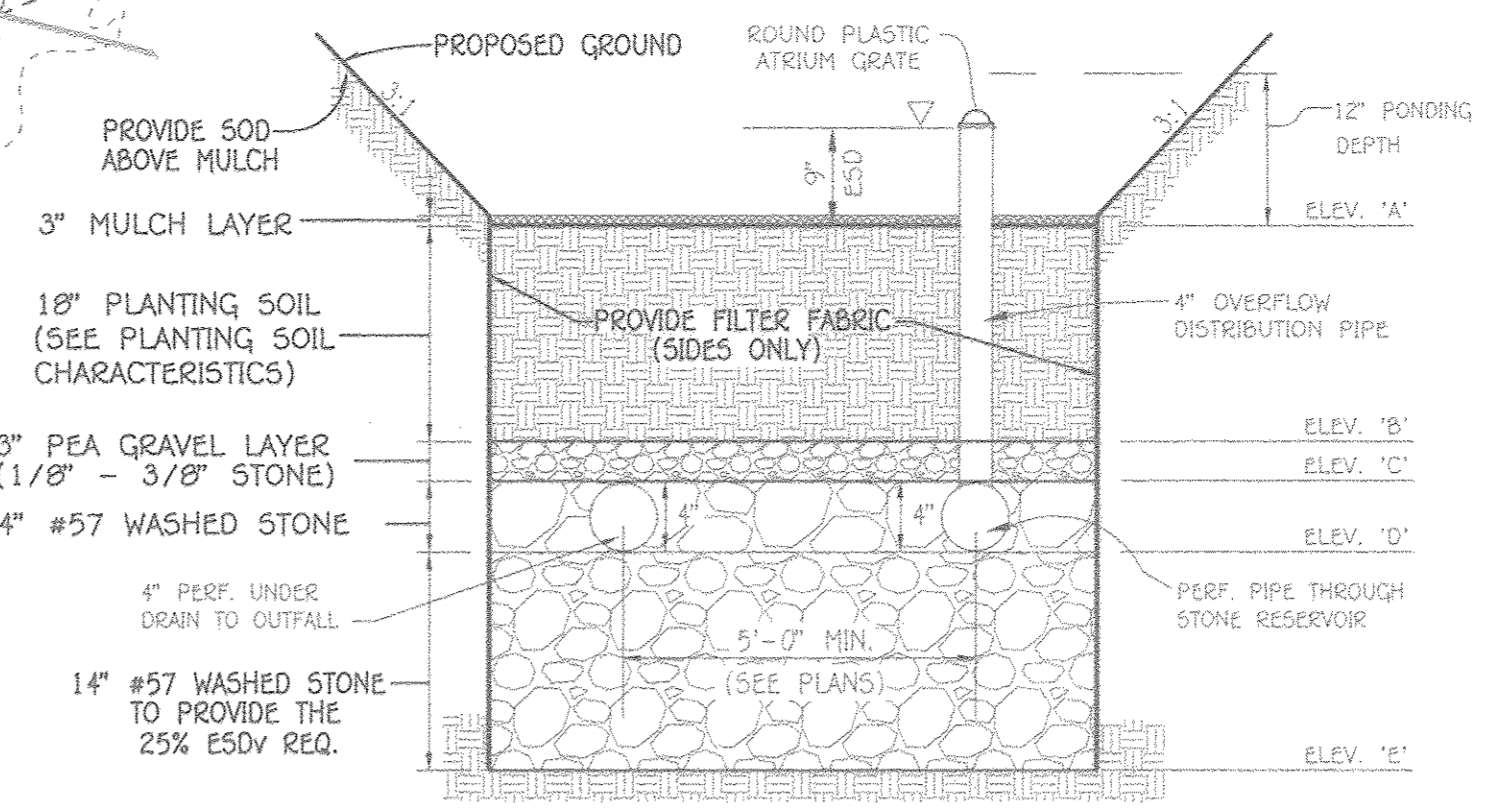 PROPOSED GROUND
ROUND PLASTIC
ATRIUM GRATE
3:1
3:1
PROVIDE SOD
ABOVE MULCH
12" PONDING
DEPTH
9"
ESD
3" MULCH LAYER
ELEV. 'A'
18" PLANTING SOIL
(SEE PLANTING SOIL
CHARACTERISTICS)
PROVIDE FILTER FABRIC
(SIDES ONLY)
4" OVERFLOW
DISTRIBUTION PIPE
ELEV. 'B'
3" PEA GRAVEL LAYER
(1/8" - 3/8" STONE)
ELEV. 'C'
4" #57 WASHED STONE
4"
4"
ELEV. 'D'
4" PERF. UNDER
DRAIN TO OUTFALL
PERF. PIPE THROUGH
STONE RESERVOIR
5'-0" MIN.
(SEE PLANS)
14" #57 WASHED STONE
TO PROVIDE THE
25% ESDv REQ.
ELEV. 'E'